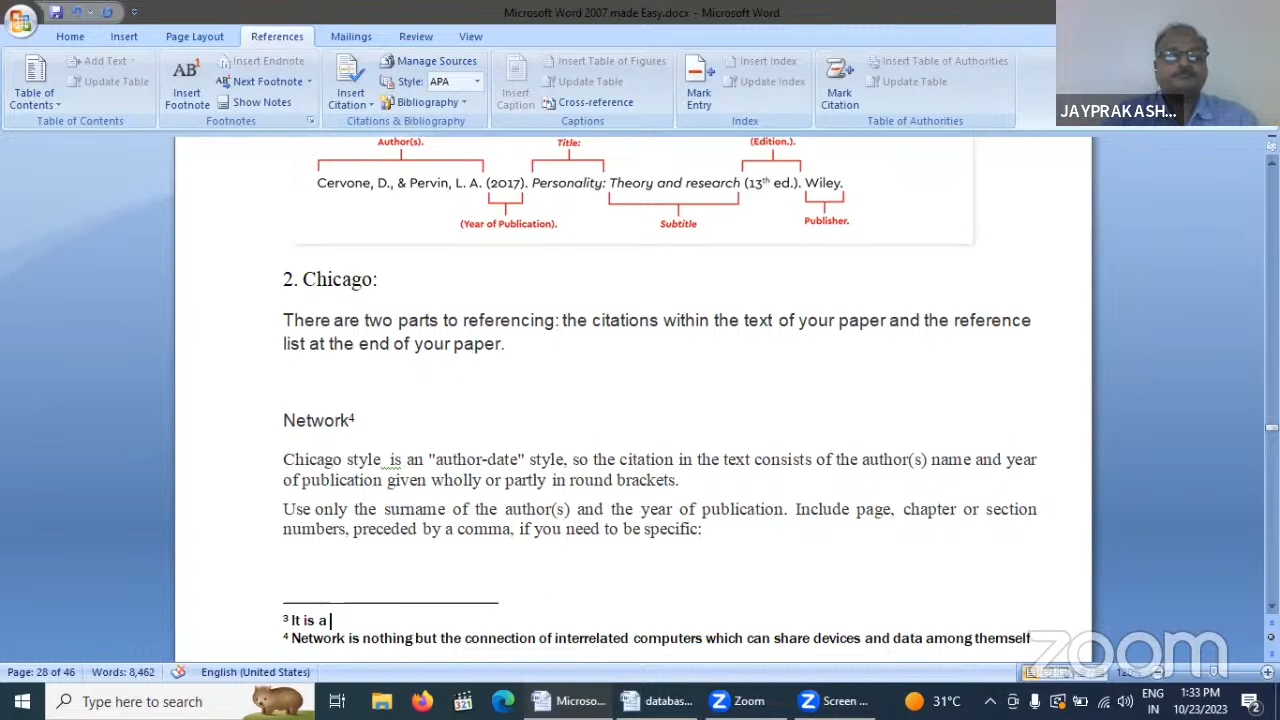 Microsoft Word 2007 made Easy.docx - Microsoft Word
Home Insert Page Layout References Mailings Review View
Table of Contents
Add Text
Update Table
Table of Contents
AB¹
Insert Footnote
Insert Endnote
Next Footnote
Show Notes
Footnotes
Insert Citation
Manage Sources
Style: APA
Bibliography
Citations & Bibliography
Insert Caption
Insert Table of Figures
Update Table
Cross-reference
Captions
Mark Entry
Insert Index
Update Index
Index
Mark Citation
Insert Table of Authorities
Update Table
Table of Authorities
JAYPRAKASH...
Author(s). Title: (Edition.).
Cervone, D., & Pervin, L. A. (2017). Personality: Theory and research (13th ed.). Wiley.
(Year of Publication). Subtitle Publisher.
2. Chicago:
There are two parts to referencing: the citations within the text of your paper and the reference
list at the end of your paper.
Network⁴
Chicago style is an "author-date" style, so the citation in the text consists of the author(s) name and year
of publication given wholly or partly in round brackets.
Use only the surname of the author(s) and the year of publication. Include page, chapter or section
numbers, preceded by a comma, if you need to be specific:
³ It is a
⁴ Network is nothing but the connection of interrelated computers which can share devices and data among themself
zoom
Page: 28 of 46 Words: 8,462 English (United States)
Type here to search
Microso... databas... Zoom Screen ... 31°C
ENG
IN
1:33 PM
10/23/2023
2